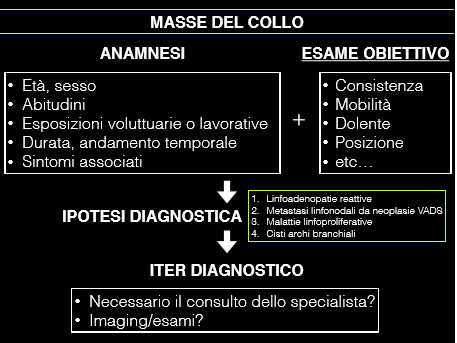 MASSE DEL COLLO
ANAMNESI
• Età, sesso
• Abitudini
• Esposizioni voluttuarie o lavorative
• Durata, andamento temporale
• Sintomi associati
+
ESAME OBIETTIVO
• Consistenza
• Mobilità
• Dolente
• Posizione
• etc…
IPOTESI DIAGNOSTICA
1. Linfoadenopatie reattive
2. Metastasi linfonodali da neoplasie VADS
3. Malattie linfoproliferative
4. Cisti archi branchiali
ITER DIAGNOSTICO
• Necessario il consulto dello specialista?
• Imaging/esami?